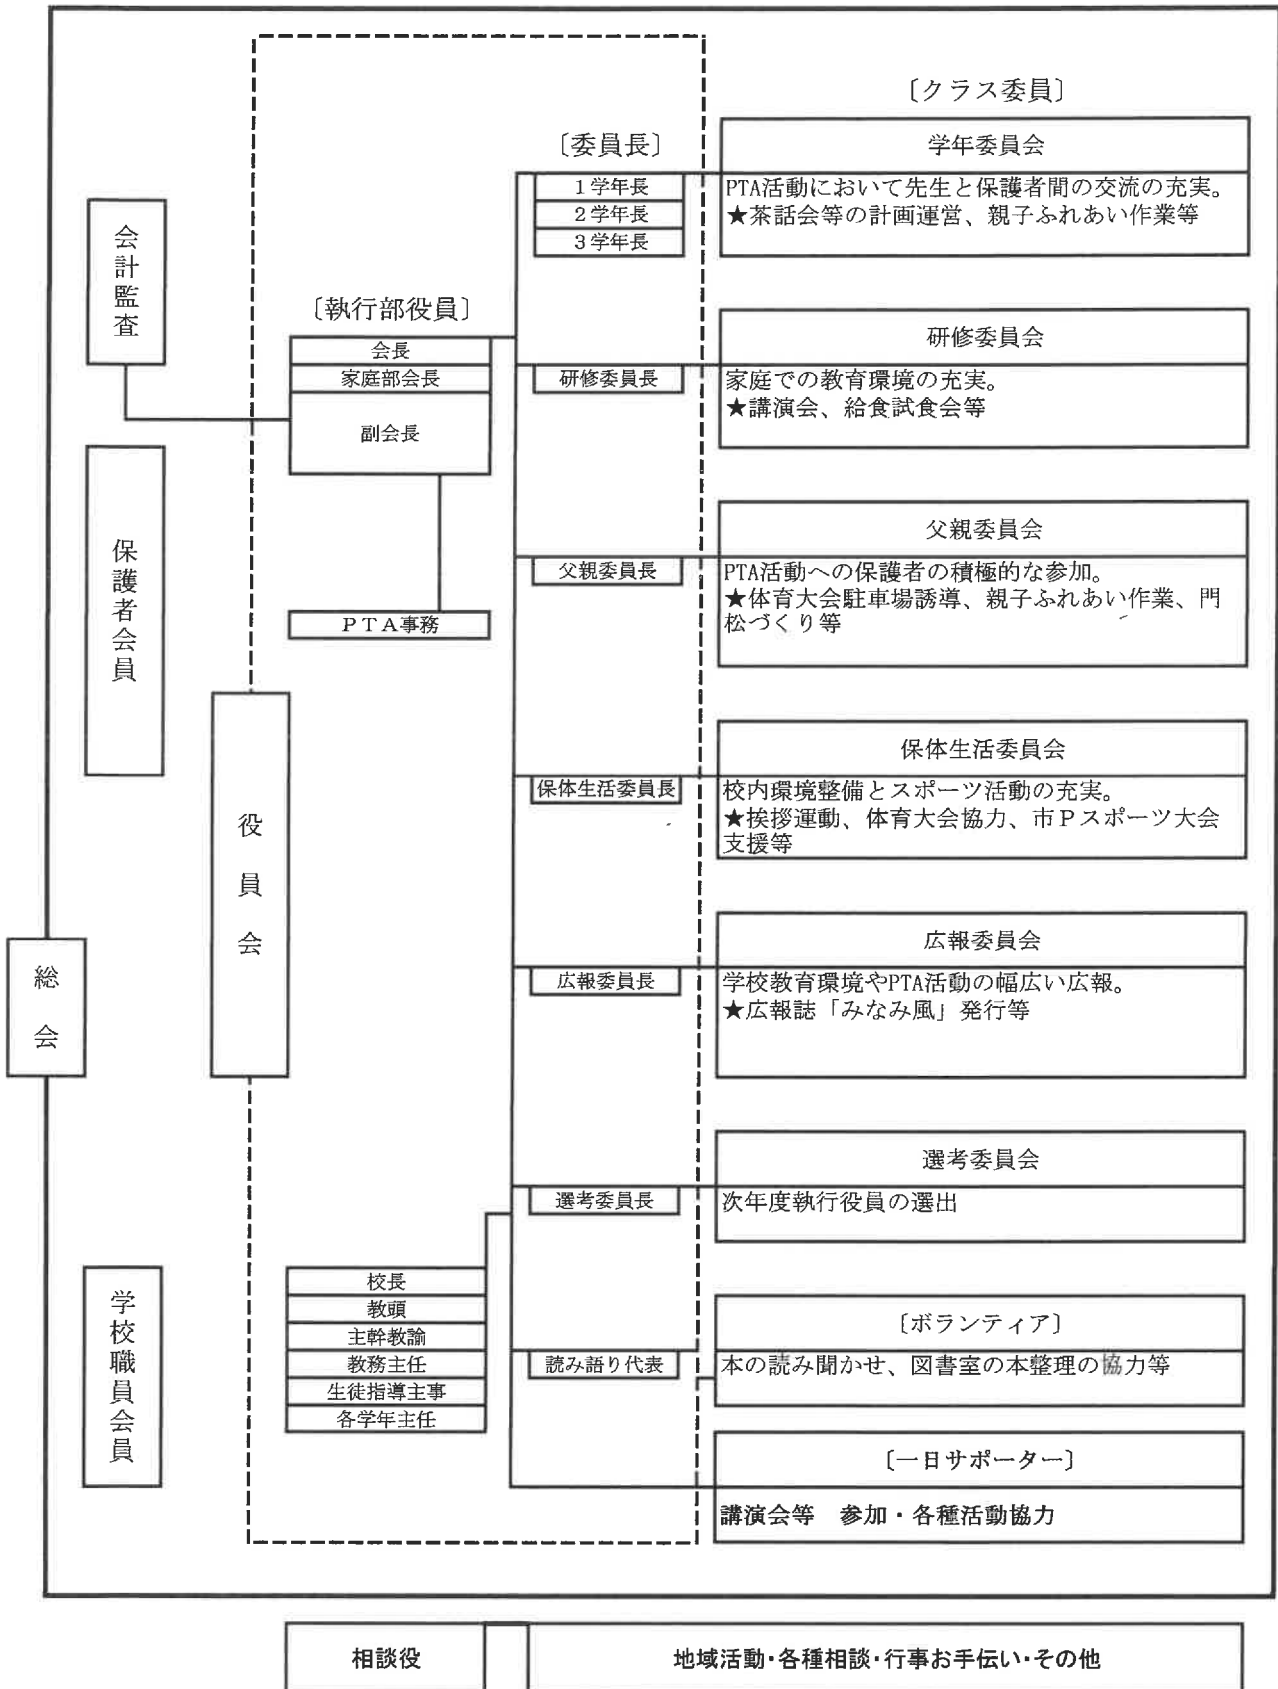 〔クラス委員〕
学年委員会
〔委員長〕
1学年長
2学年長
3学年長
PTA活動において先生と保護者間の交流の充実。
★茶話会等の計画運営、親子ふれあい作業等
会計監査
〔執行部役員〕
会長
家庭部会長
副会長
研修委員会
研修委員長
家庭での教育環境の充実。
★講演会、給食試食会等
保護者会員
父親委員会
父親委員長
PTA活動への保護者の積極的な参加。
★体育大会駐車場誘導、親子ふれあい作業、門
松づくり等
PTA事務
役員会
保体生活委員会
保体生活委員長
校内環境整備とスポーツ活動の充実。
★挨拶運動、体育大会協力、市Pスポーツ大会
支援等
総会
広報委員会
広報委員長
学校教育環境やPTA活動の幅広い広報。
★広報誌「みなみ風」発行等
選考委員会
選考委員長
次年度執行役員の選出
学校職員会員
校長
教頭
主幹教諭
教務主任
生徒指導主事
各学年主任
〔ボランティア〕
読み語り代表
本の読み聞かせ、図書室の本整理の協力等
〔一日サポーター〕
講演会等　参加・各種活動協力
相談役
地域活動・各種相談・行事お手伝い・その他